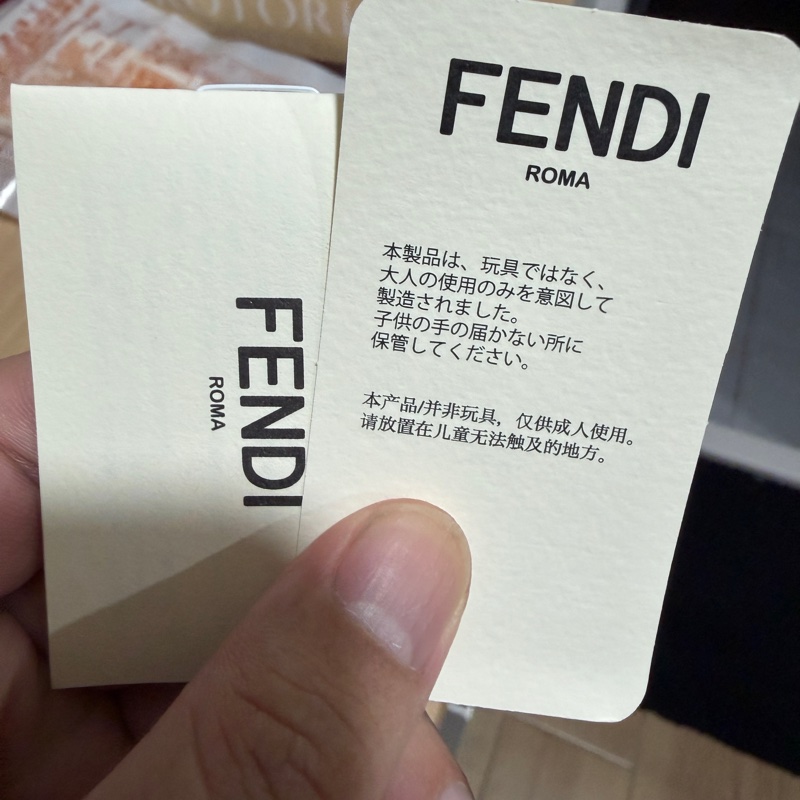 OTORI
FENDI
ROMA
FENDI
ROMA
本製品は、玩具ではなく、
大人の使用のみを意図して
製造されました。
子供の手の届かない所に
保管してください。
本产品/并非玩具，仅供成人使用。
请放置在儿童无法触及的地方。